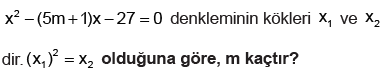 x² − (5m + 1)x − 27 = 0 denkleminin kökleri x₁ ve x₂
dir. (x₁)² = x₂ olduğuna göre, m kaçtır?